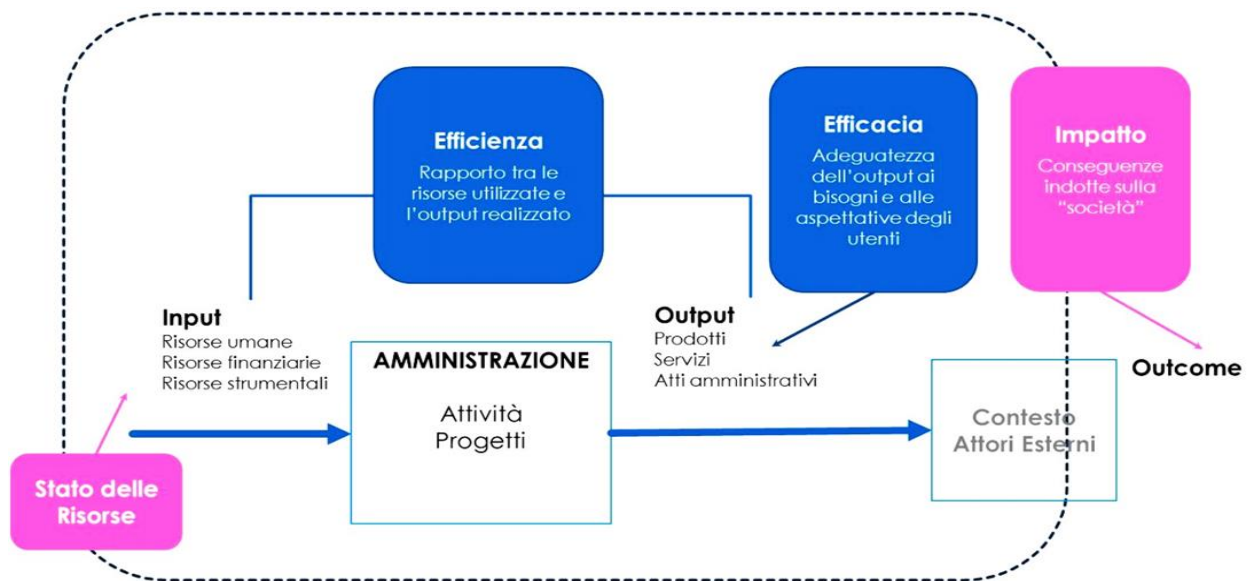 Efficienza
Rapporto tra le
risorse utilizzate e
l'output realizzato
Efficacia
Adeguatezza
dell'output ai
bisogni e alle
aspettative degli
utenti
Impatto
Conseguenze
indotte sulla
"società"
Input
Risorse umane
Risorse finanziarie
Risorse strumentali
AMMINISTRAZIONE
Attività
Progetti
Output
Prodotti
Servizi
Atti amministrativi
Outcome
Contesto
Attori Esterni
Stato delle
Risorse